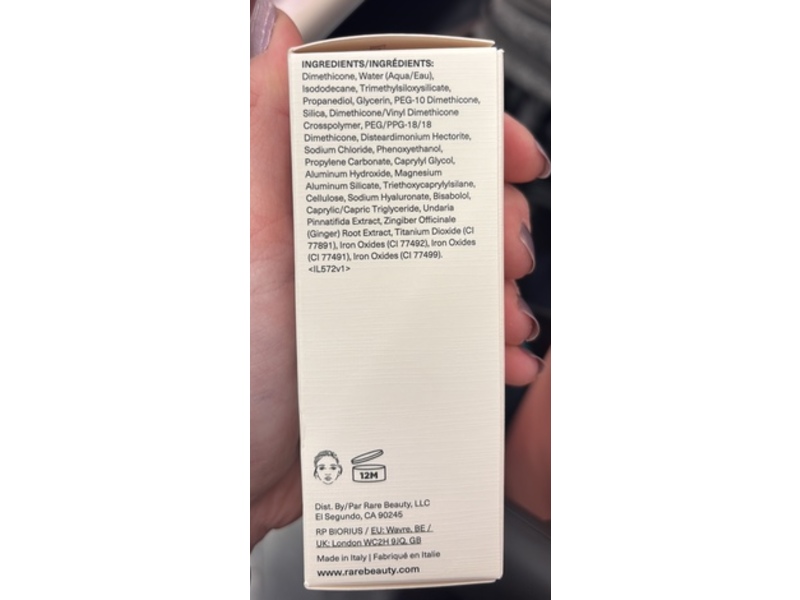 INGREDIENTS/INGRÉDIENTS:
Dimethicone, Water (Aqua/Eau),
Isododecane, Trimethylsiloxysilicate,
Propanediol, Glycerin, PEG-10 Dimethicone,
Silica, Dimethicone/Vinyl Dimethicone
Crosspolymer, PEG/PPG-18/18
Dimethicone, Disteardimonium Hectorite,
Sodium Chloride, Phenoxyethanol,
Propylene Carbonate, Caprylyl Glycol,
Aluminum Hydroxide, Magnesium
Aluminum Silicate, Triethoxycaprylylsilane,
Cellulose, Sodium Hyaluronate, Bisabolol,
Caprylic/Capric Triglyceride, Undaria
Pinnatifida Extract, Zingiber Officinale
(Ginger) Root Extract, Titanium Dioxide (CI
77891), Iron Oxides (CI 77492), Iron Oxides
(CI 77491), Iron Oxides (CI 77499).
<IL572v1>
12M
Dist. By/Par Rare Beauty, LLC
El Segundo, CA 90245
RP BIORIUS / EU: Wavre, BE /
UK: London WC2H 9JQ, GB
Made in Italy | Fabriqué en Italie
www.rarebeauty.com